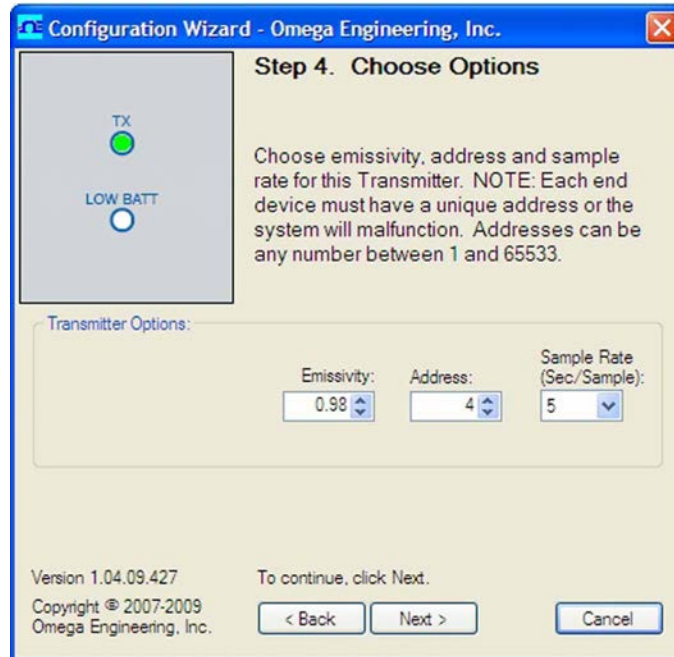 Configuration Wizard - Omega Engineering, Inc.
Step 4. Choose Options
TX
LOW BATT
Choose emissivity, address and sample
rate for this Transmitter. NOTE: Each end
device must have a unique address or the
system will malfunction. Addresses can be
any number between 1 and 65533.
Transmitter Options:
Emissivity:
0.98
Address:
4
Sample Rate
(Sec/Sample):
5
Version 1.04.09.427
Copyright © 2007-2009
Omega Engineering, Inc.
To continue, click Next.
< Back
Next >
Cancel